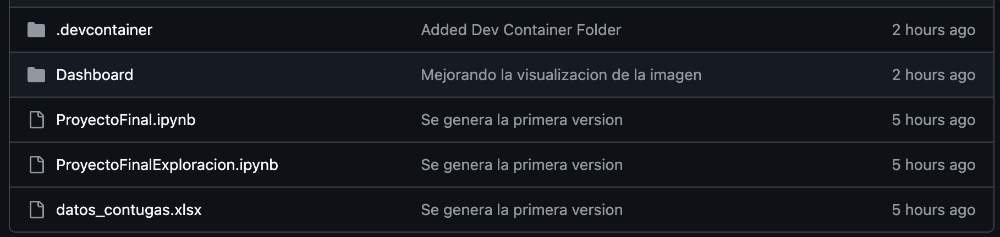 .devcontainer Added Dev Container Folder 2 hours ago
Dashboard Mejorando la visualizacion de la imagen 2 hours ago
ProyectoFinal.ipynb Se genera la primera version 5 hours ago
ProyectoFinalExploracion.ipynb Se genera la primera version 5 hours ago
datos_contugas.xlsx Se genera la primera version 5 hours ago